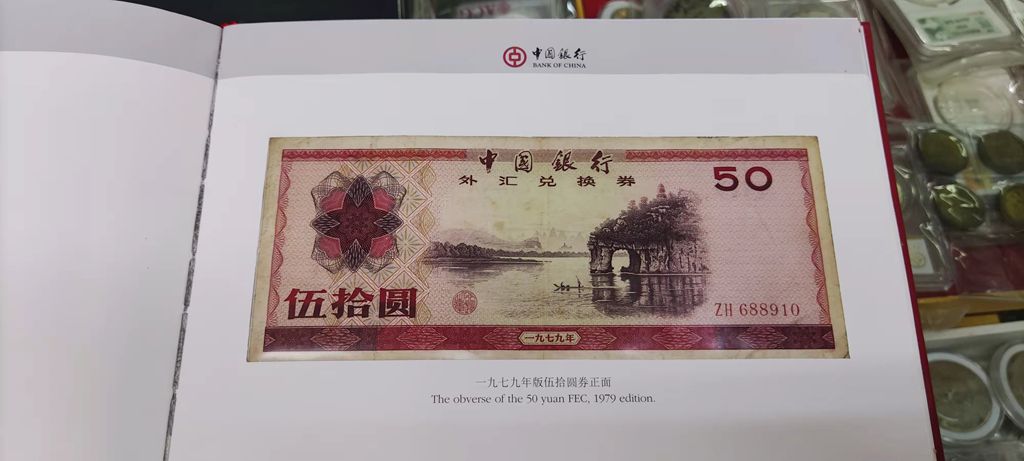 中国銀行
BANK OF CHINA
中国銀行
外汇兑换券
50
伍拾圆
ZH 688910
一九七九年
一九七九年版伍拾圆券正面
The obverse of the 50 yuan FEC, 1979 edition.